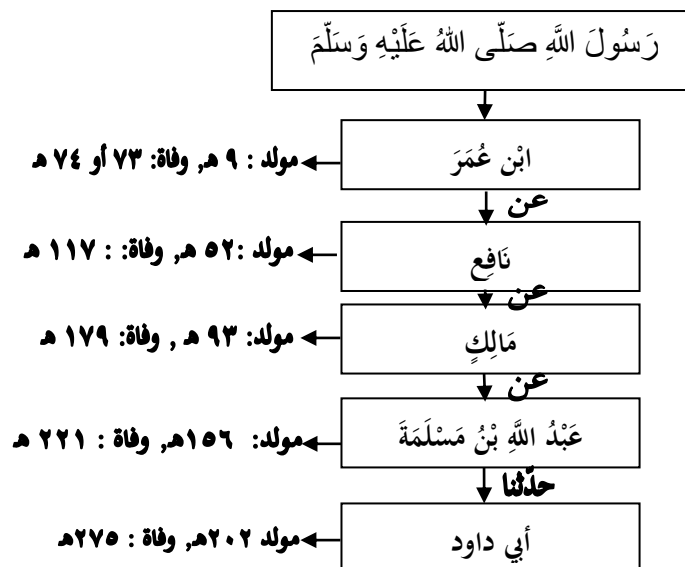 رَسُولَ اللَّهِ صَلَّى اللهُ عَلَيْهِ وَسَلَّمَ
ابْن عُمَرَ
مولد : ٩ هـ, وفاة: ٧٣ أو ٧٤ هـ
عن
نَافِع
مولد :٥٢ هـ, وفاة: : ١١٧ هـ
عن
مَالِكٍ
مولد: ٩٣ هـ , وفاة: ١٧٩ هـ
عن
عَبْدُ اللَّهِ بْنُ مَسْلَمَةَ
مولد: ١٥٦هـ, وفاة : ٢٢١ هـ
حدّثنا
أبي داود
مولد ٢٠٢هـ, وفاة : ٢٧٥هـ